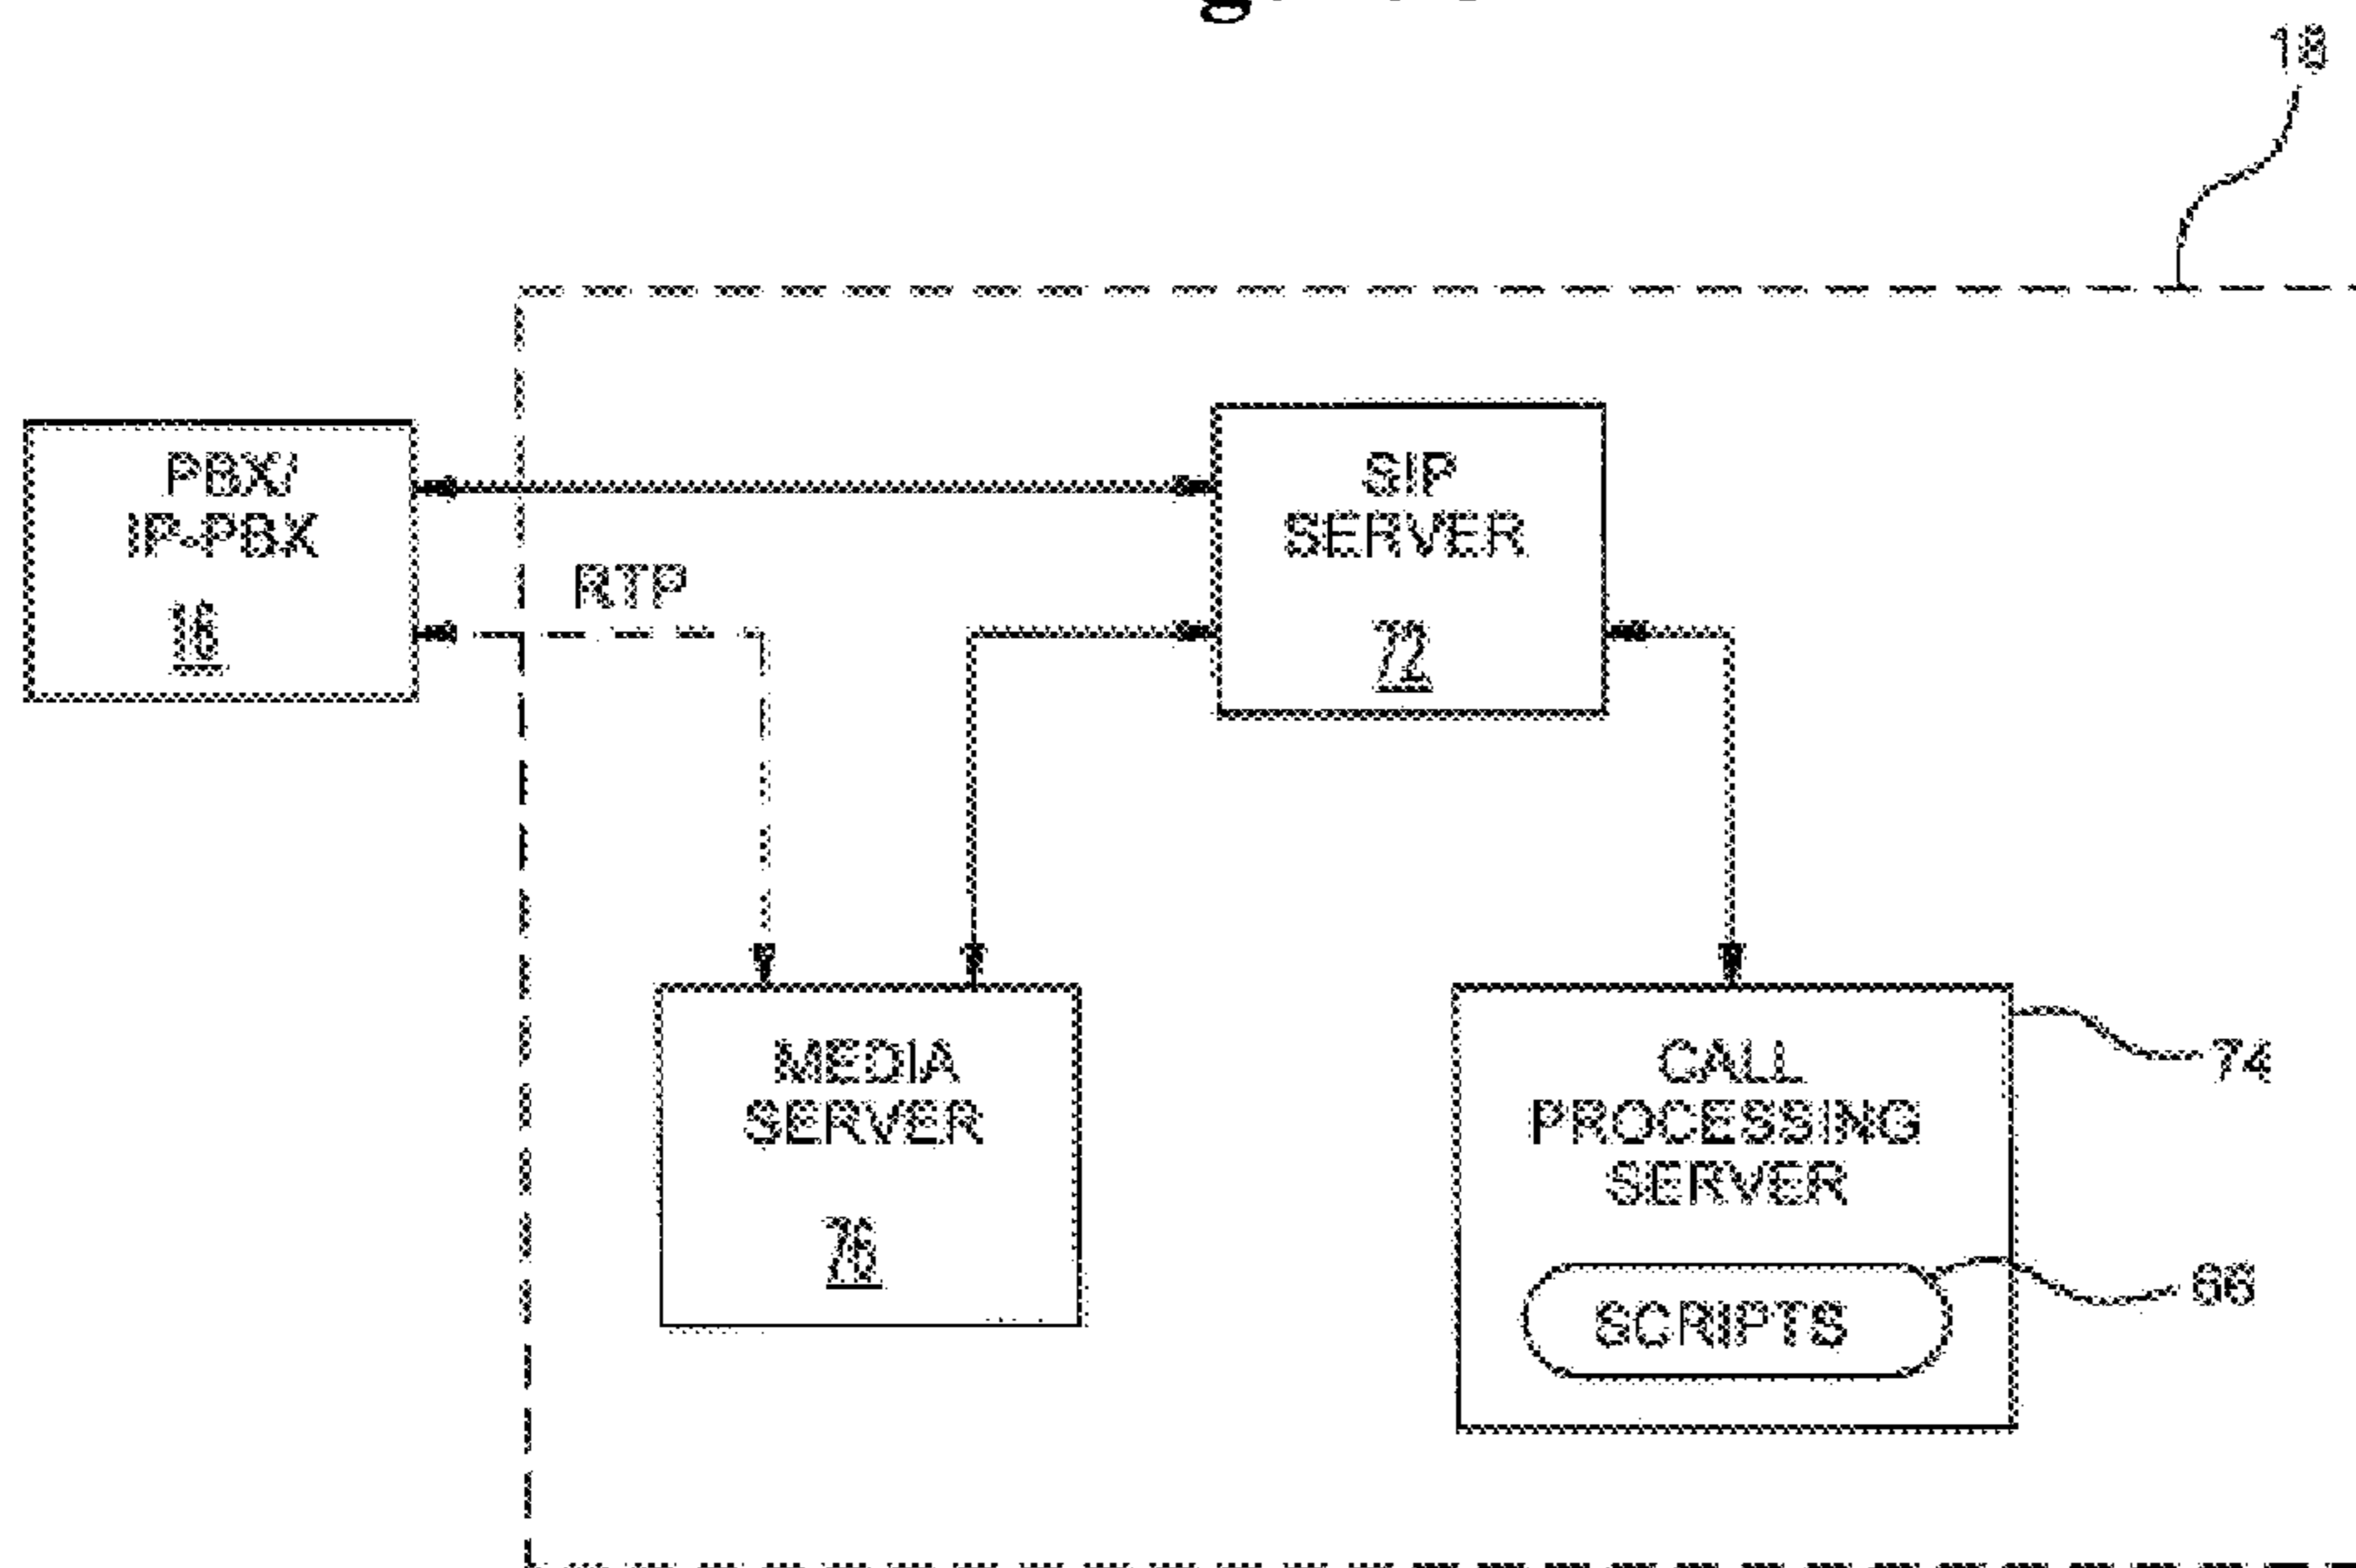 18
PBX/
IP-PBX
16
RTP
SIP
SERVER
72
MEDIA
SERVER
76
CALL
PROCESSING
SERVER
74
SCRIPTS
66